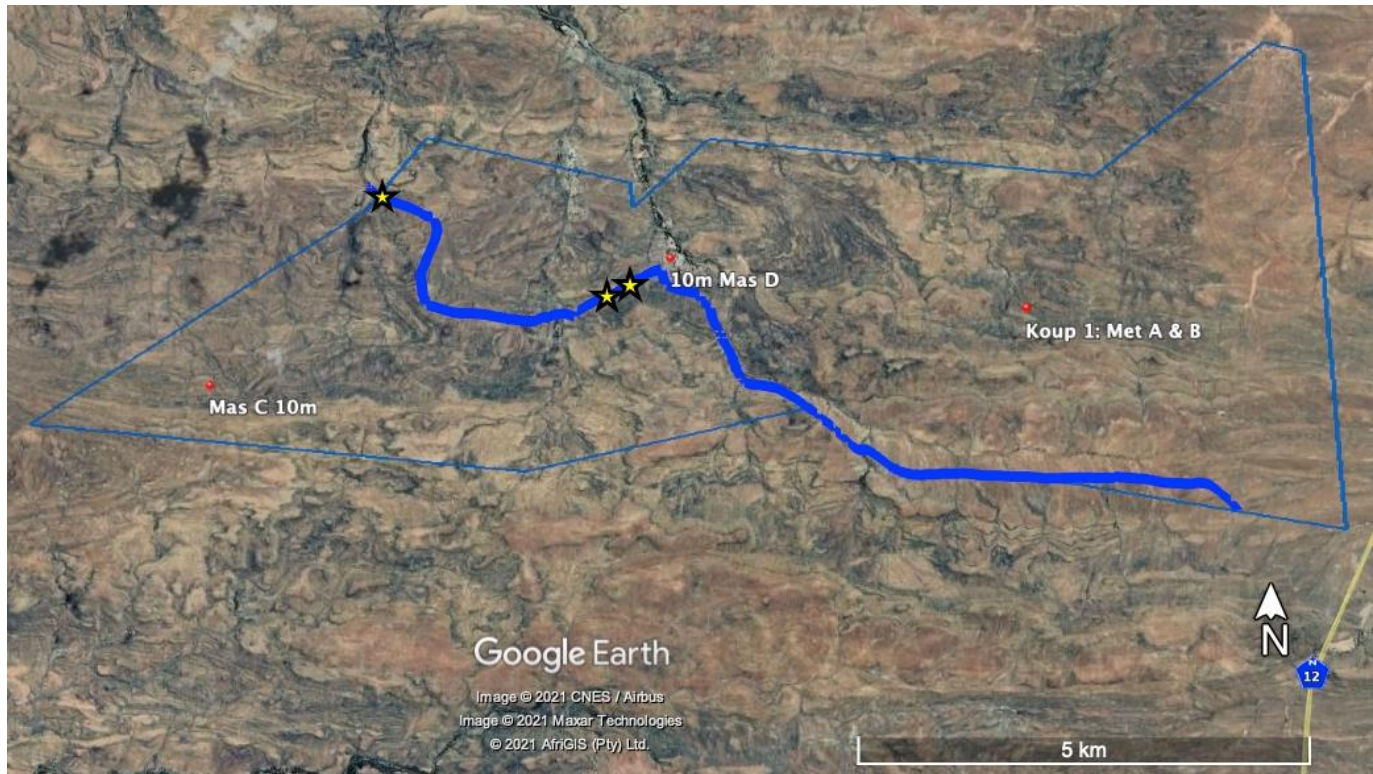 10m Mas D
Koup 1: Met A & B
Mas C 10m
Google Earth
Image © 2021 CNES / Airbus
Image © 2021 Maxar Technologies
© 2021 AfriGIS (Pty) Ltd.
N
N
12
5 km